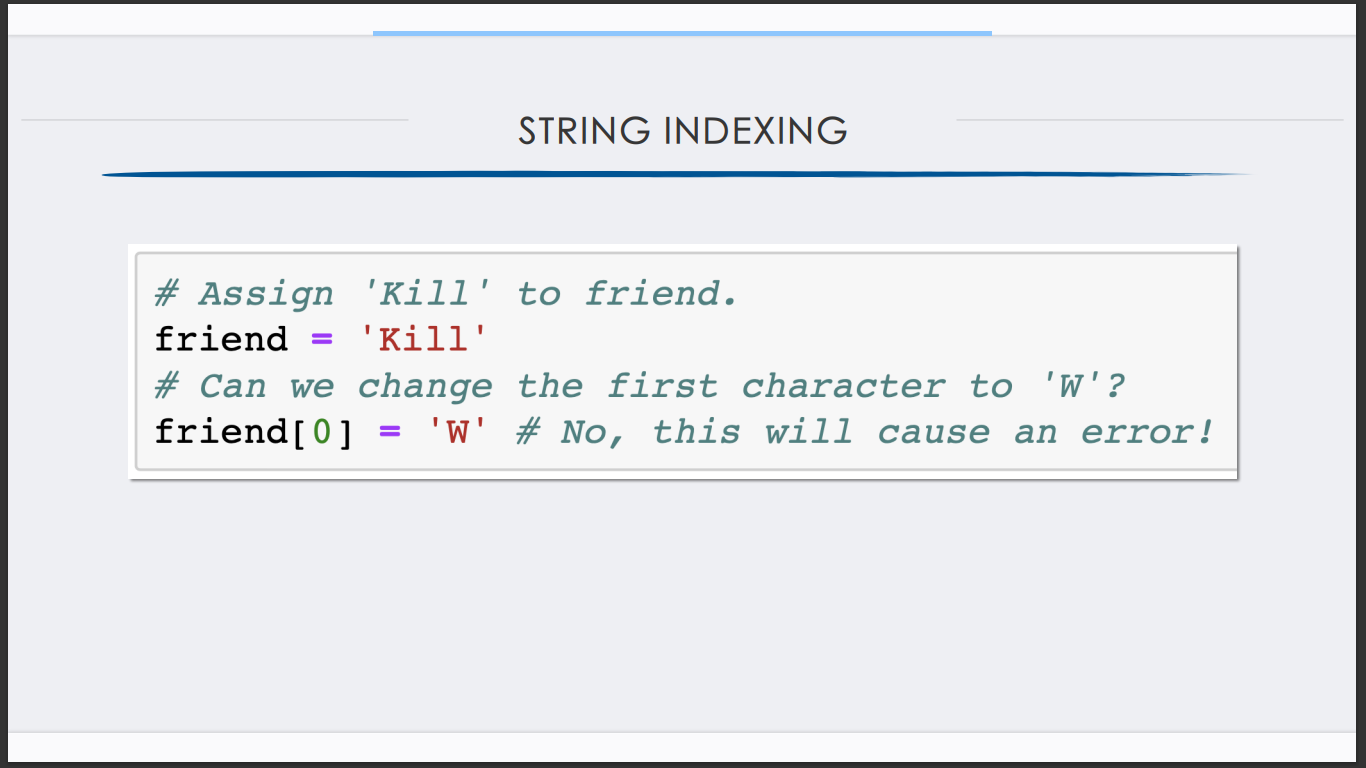 STRING INDEXING
# Assign 'Kill' to friend.
friend = 'Kill'
# Can we change the first character to 'W'?
friend[0] = 'W' # No, this will cause an error!